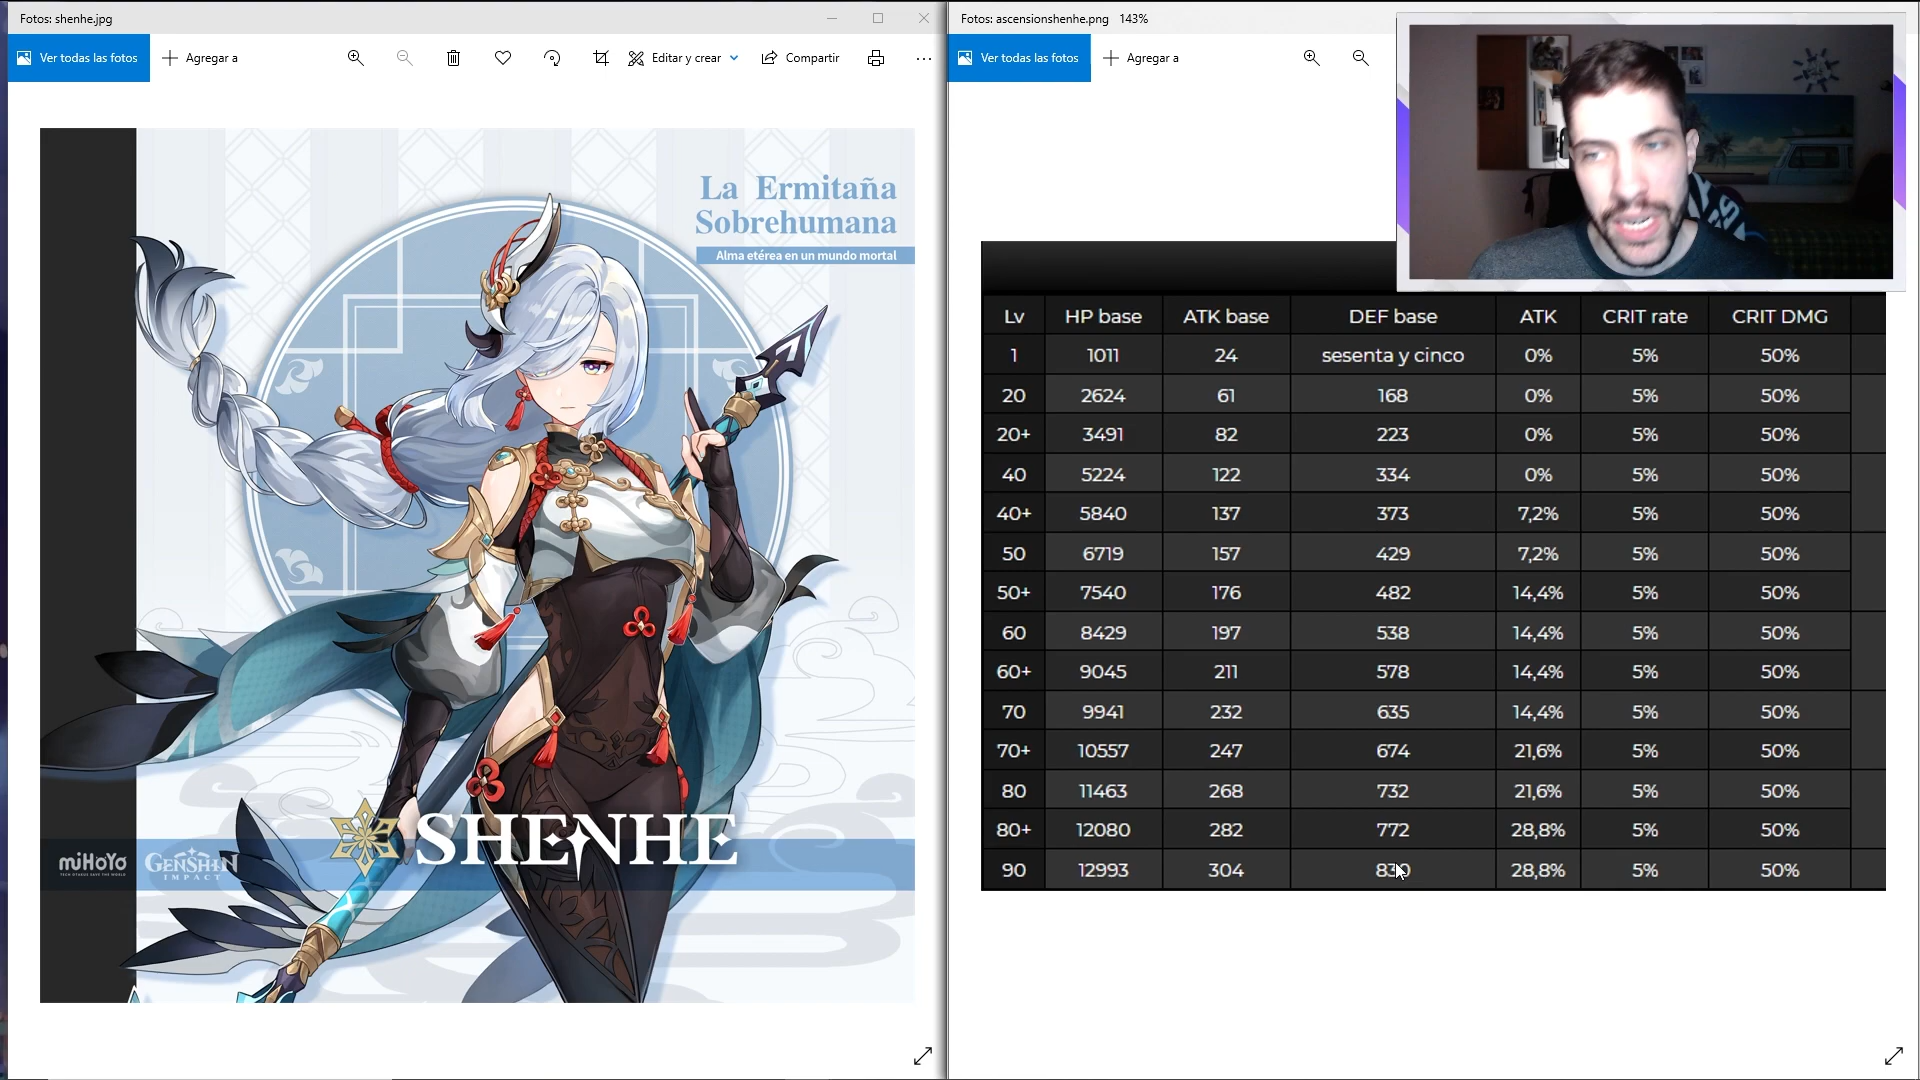 Fotos: shenhe.jpg
Ver todas las fotos
Agregar a
Editar y crear
Compartir
La Ermitaña
Sobrehumana
Alma etérea en un mundo mortal
SHENHE
miHoYo
TECH OTAKUS SAVE THE WORLD
GENSHIN
IMPACT
Fotos: ascensionshenhe.png 143%
Ver todas las fotos
Agregar a
Lv HP base ATK base DEF base ATK CRIT rate CRIT DMG
1 1011 24 sesenta y cinco 0% 5% 50%
20 2624 61 168 0% 5% 50%
20+ 3491 82 223 0% 5% 50%
40 5224 122 334 0% 5% 50%
40+ 5840 137 373 7,2% 5% 50%
50 6719 157 429 7,2% 5% 50%
50+ 7540 176 482 14,4% 5% 50%
60 8429 197 538 14,4% 5% 50%
60+ 9045 211 578 14,4% 5% 50%
70 9941 232 635 14,4% 5% 50%
70+ 10557 247 674 21,6% 5% 50%
80 11463 268 732 21,6% 5% 50%
80+ 12080 282 772 28,8% 5% 50%
90 12993 304 830 28,8% 5% 50%